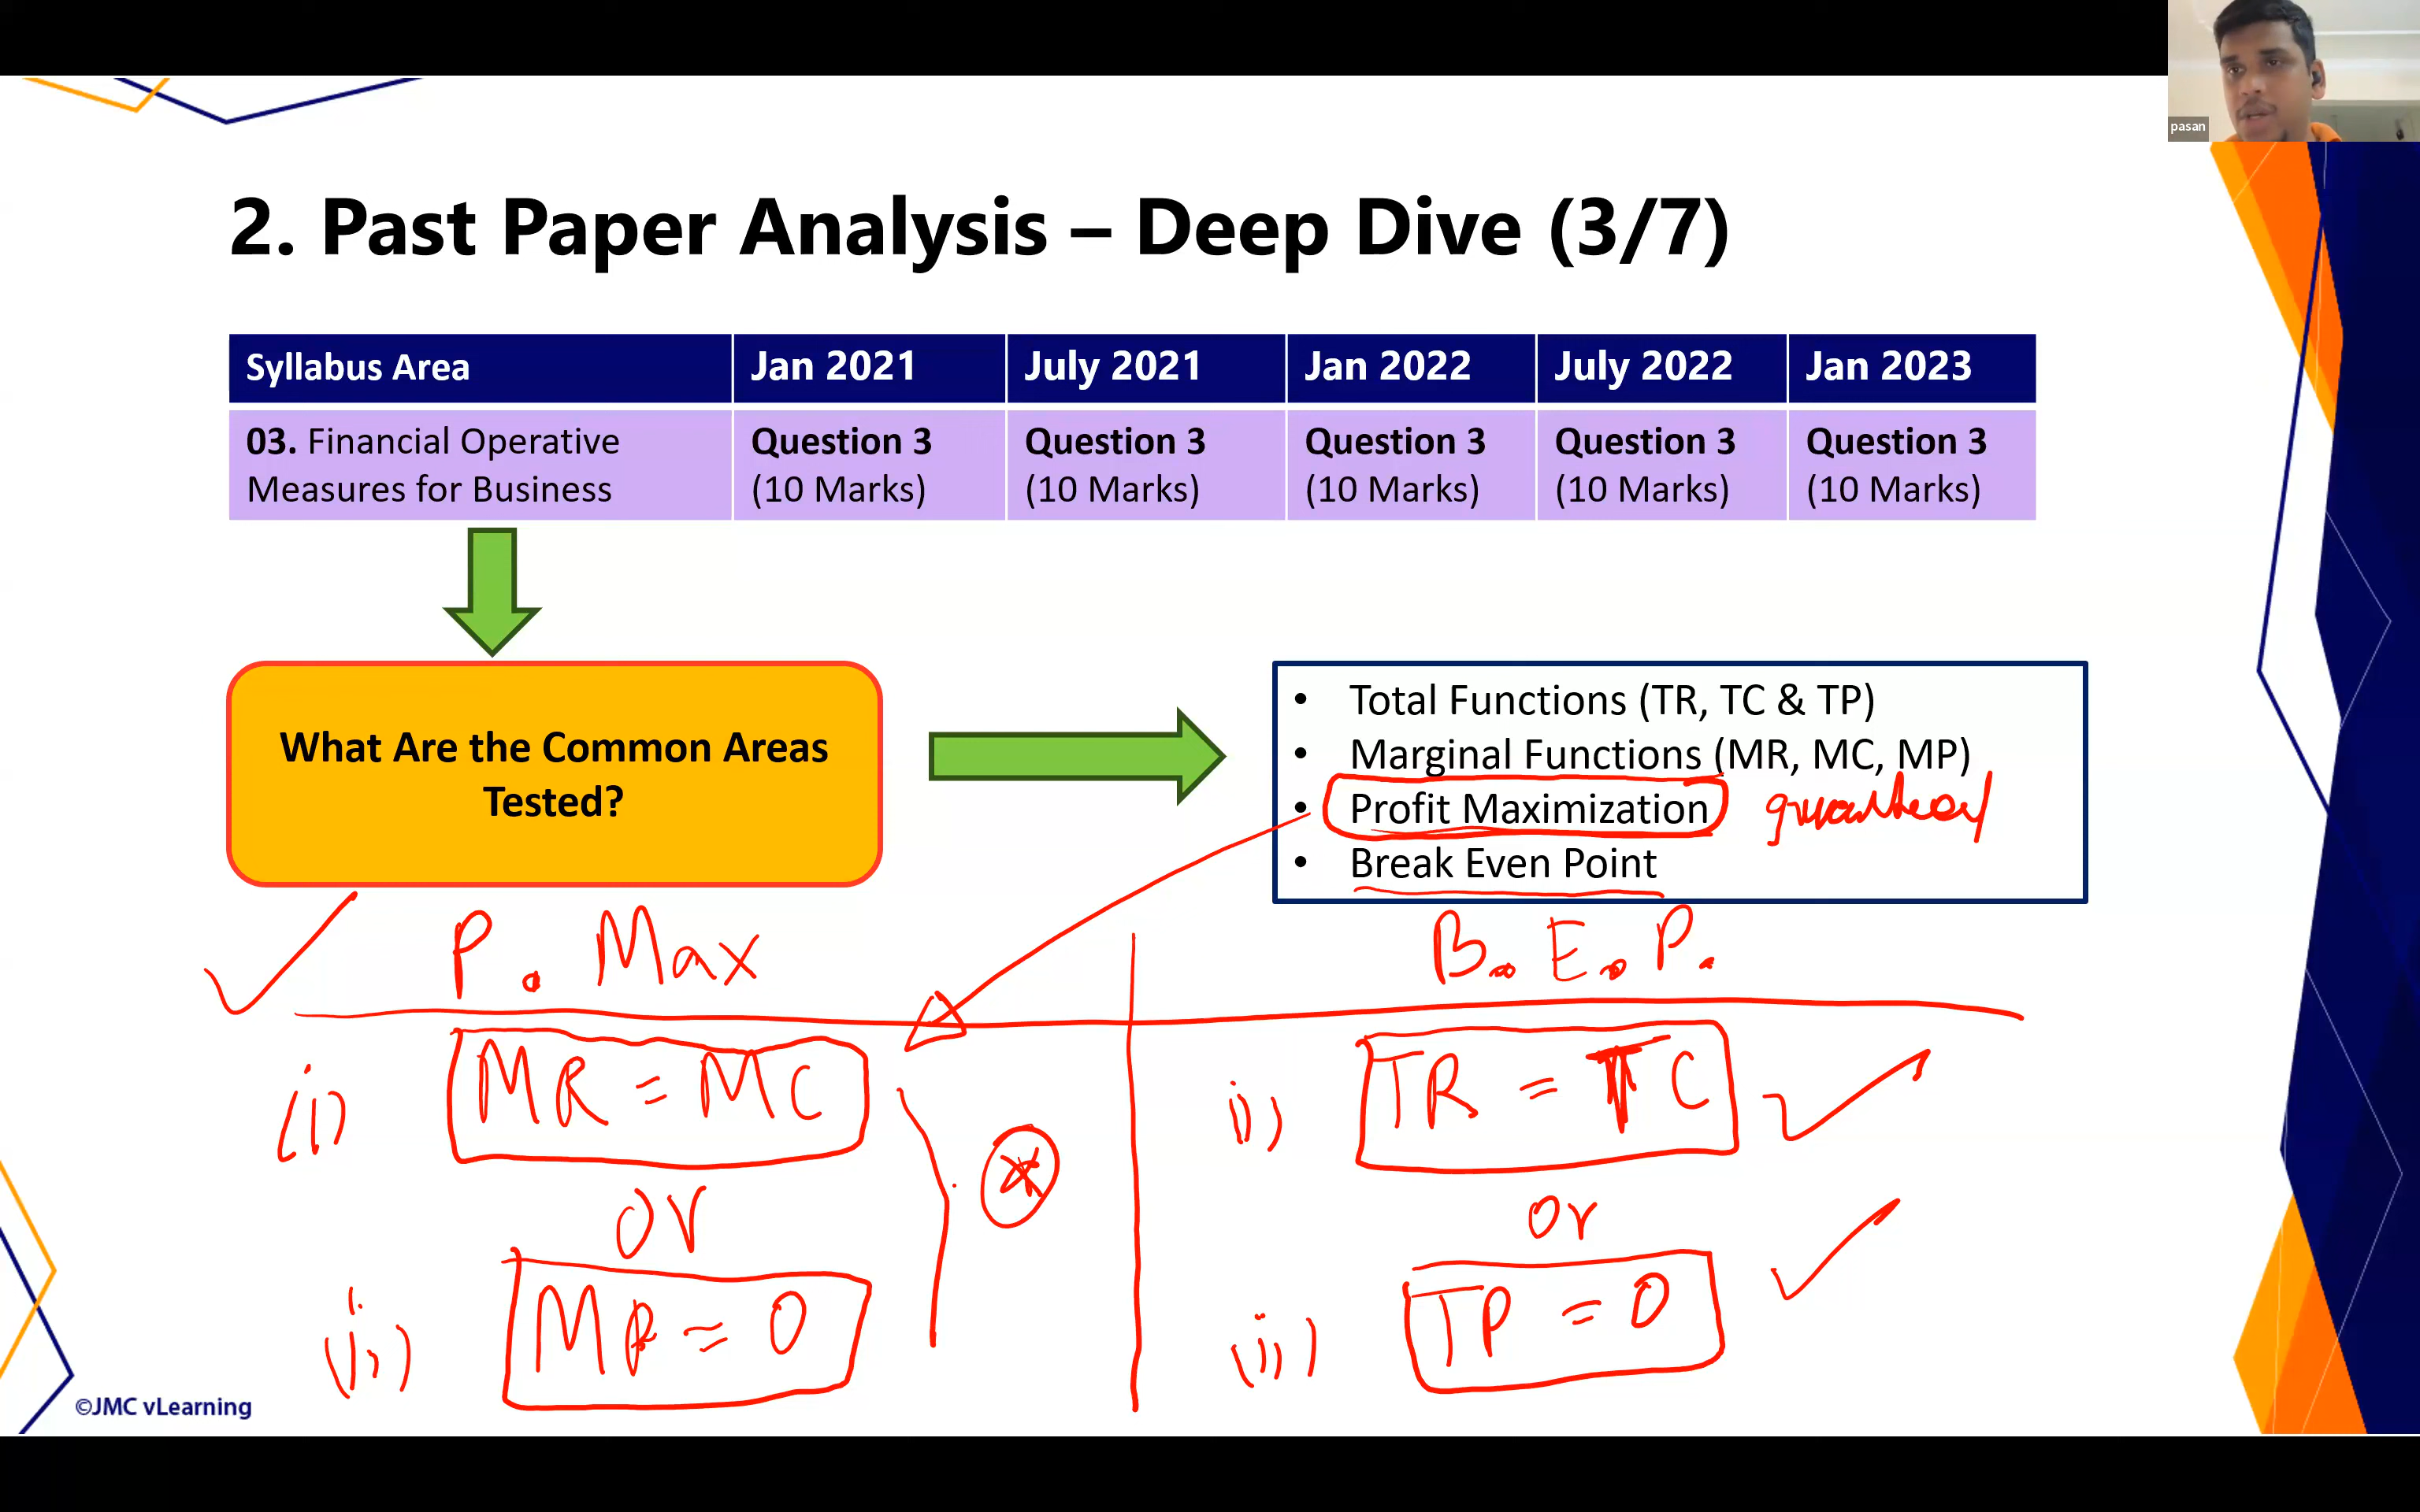 pasan
2. Past Paper Analysis – Deep Dive (3/7)
Syllabus Area Jan 2021 July 2021 Jan 2022 July 2022 Jan 2023
03. Financial Operative Measures for Business Question 3 (10 Marks) Question 3 (10 Marks) Question 3 (10 Marks) Question 3 (10 Marks) Question 3 (10 Marks)
What Are the Common Areas
Tested?
• Total Functions (TR, TC & TP)
• Marginal Functions (MR, MC, MP)
• Profit Maximization
• Break Even Point
P. Max
(i) MR = MC
or
(ii) MP = 0
B. E. P.
i) TR = TC
or
(ii) TP = 0
©JMC vLearning